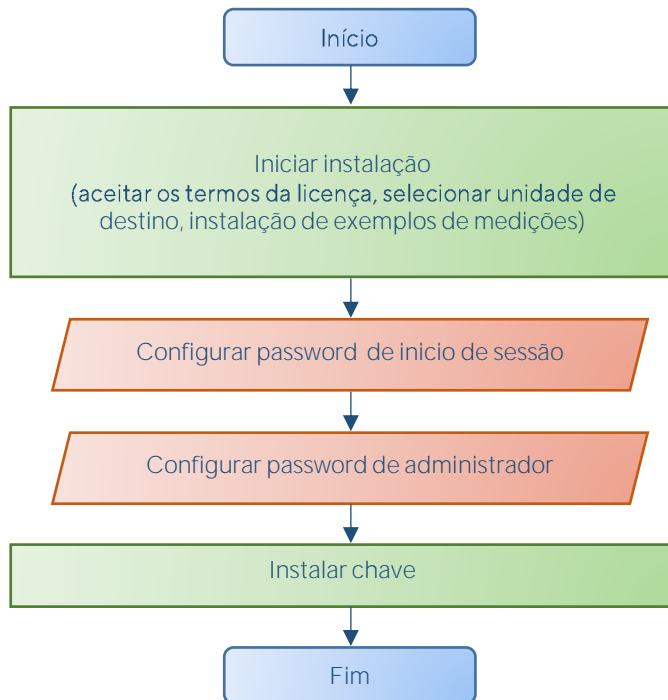 Início
Iniciar instalação
(aceitar os termos da licença, selecionar unidade de
destino, instalação de exemplos de medições)
Configurar password de inicio de sessão
Configurar password de administrador
Instalar chave
Fim